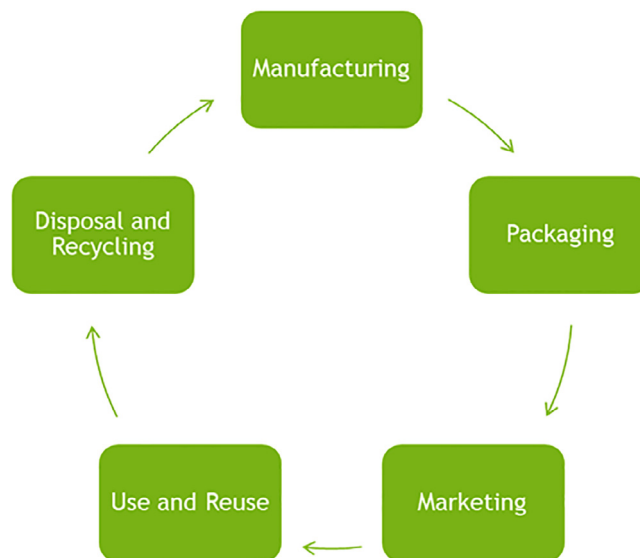 Manufacturing
Packaging
Marketing
Use and Reuse
Disposal and
Recycling